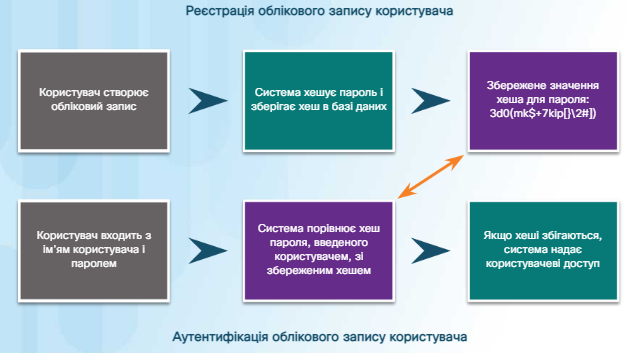 Реєстрація облікового запису користувача
Користувач створює
обліковий запис
Система хешує пароль і
зберігає хеш в базі даних
Збережене значення
хеша для пароля:
3d0(mk$+7kip[}\2#])
Користувач входить з
ім'ям користувача і
паролем
Система порівнює хеш
пароля, введеного
користувачем, зі
збереженим хешем
Якщо хеші збігаються,
система надає
користувачеві доступ
Аутентифікація облікового запису користувача